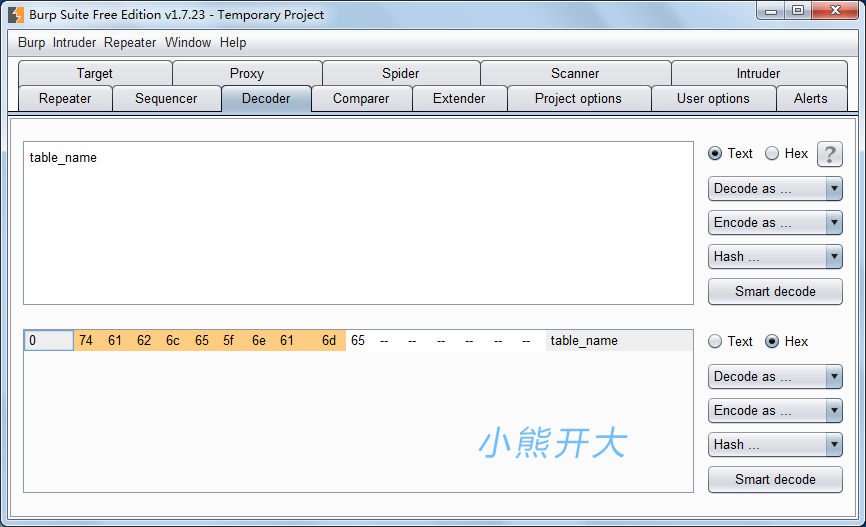 Burp Suite Free Edition v1.7.23 - Temporary Project
Burp Intruder Repeater Window Help
Target Proxy Spider Scanner Intruder
Repeater Sequencer Decoder Comparer Extender Project options User options Alerts
table_name
Text Hex ?
Decode as ...
Encode as ...
Hash ...
Smart decode
0 74 61 62 6c 65 5f 6e 61 6d 65 -- -- -- -- -- -- table_name
Text Hex
Decode as ...
Encode as ...
Hash ...
Smart decode
小熊开大